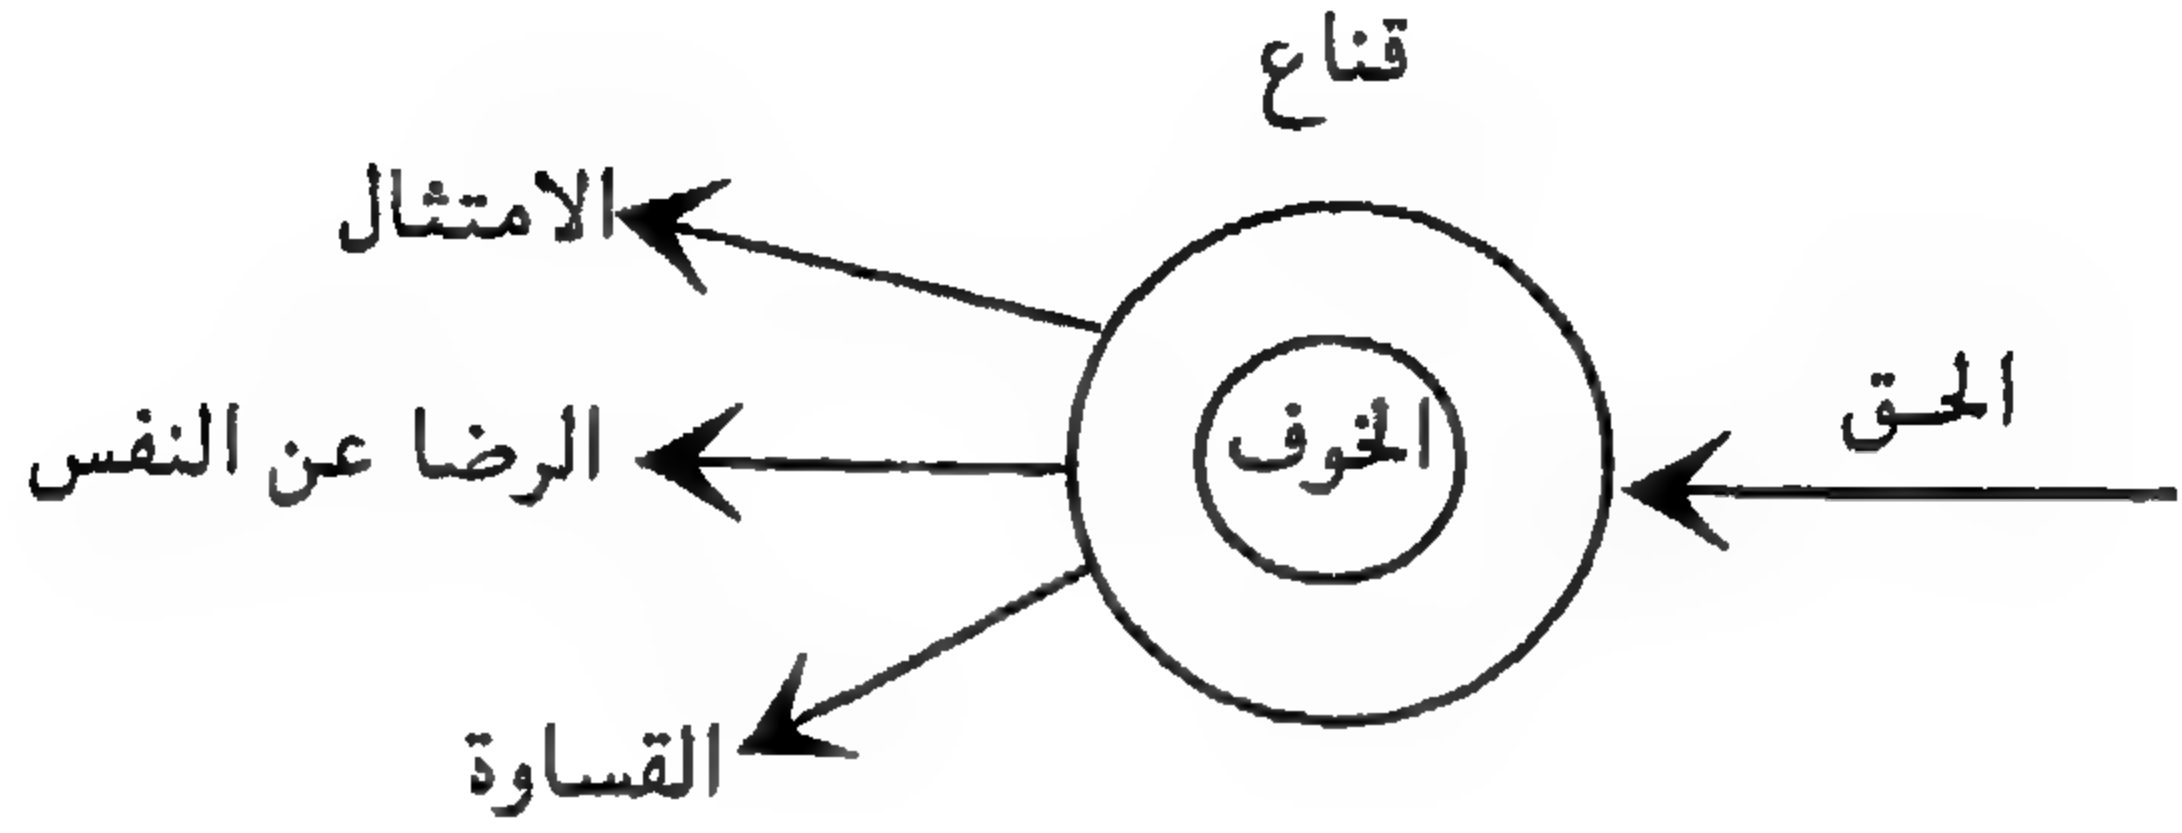 قناع
الحق
الخوف
الامتثال
الرضا عن النفس
القساوة